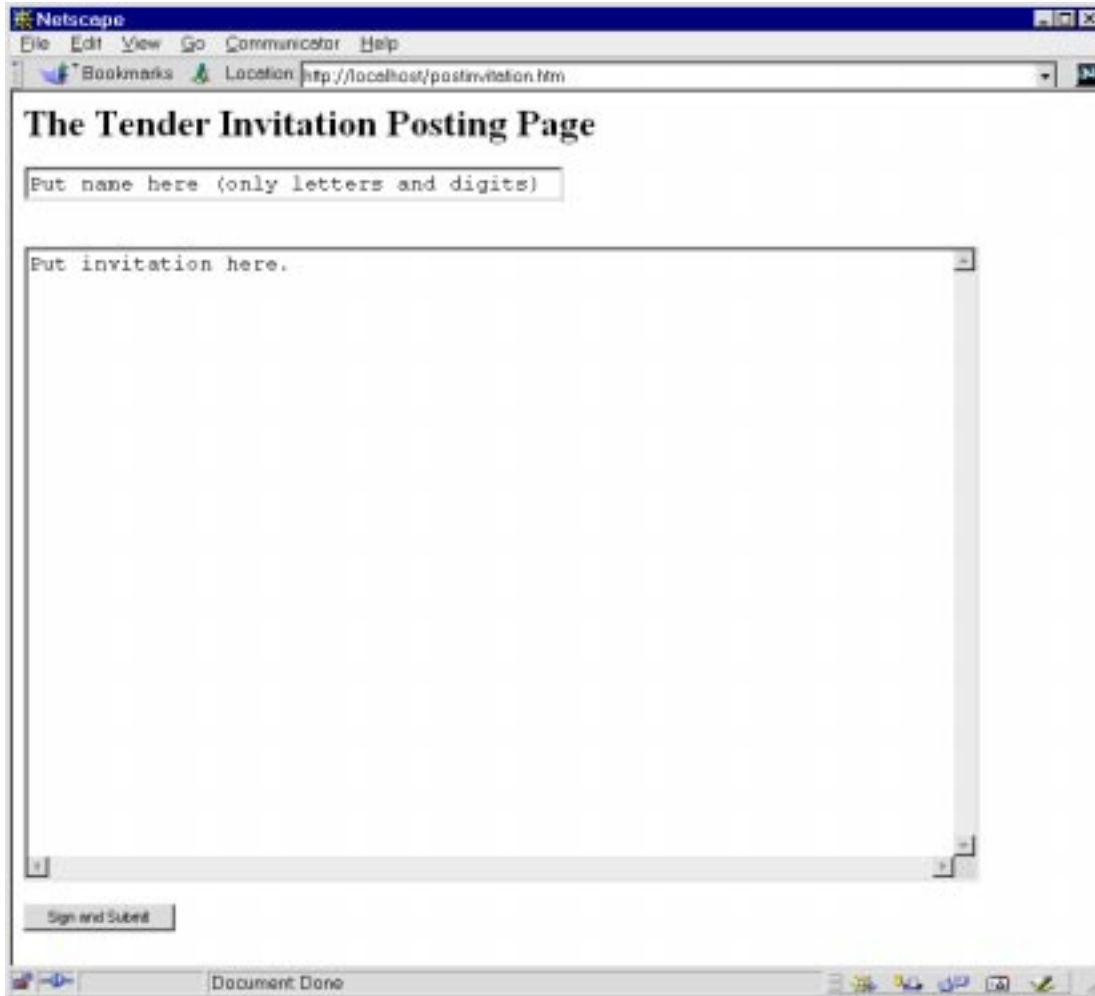 Netscape
File Edit View Go Communicator Help
Bookmarks Location http://localhost/postinvitation.htm
The Tender Invitation Posting Page
Put name here (only letters and digits)
Put invitation here.
Sign and Submit
Document Done